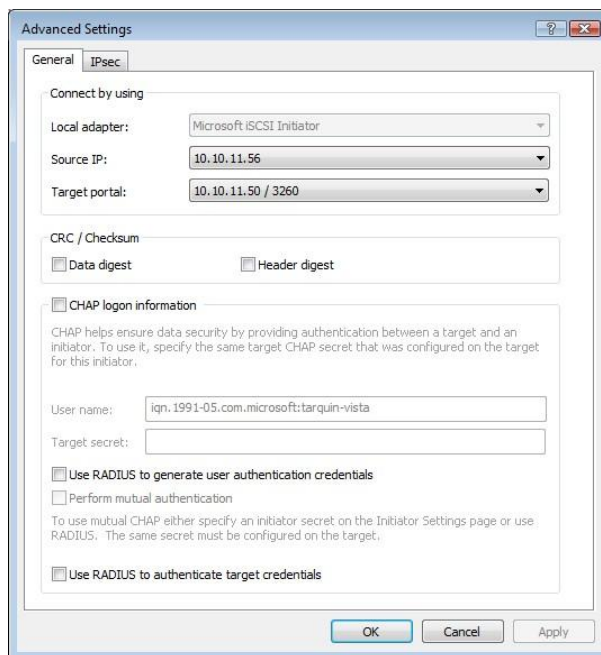 Advanced Settings
General IPsec
Connect by using
Local adapter: Microsoft iSCSI Initiator
Source IP: 10.10.11.56
Target portal: 10.10.11.50 / 3260
CRC / Checksum
Data digest Header digest
CHAP logon information
CHAP helps ensure data security by providing authentication between a target and an
initiator. To use it, specify the same target CHAP secret that was configured on the target
for this initiator.
User name: iqn.1991-05.com.microsoft:tarquin-vista
Target secret:
Use RADIUS to generate user authentication credentials
Perform mutual authentication
To use mutual CHAP either specify an initiator secret on the Initiator Settings page or use
RADIUS. The same secret must be configured on the target.
Use RADIUS to authenticate target credentials
OK Cancel Apply